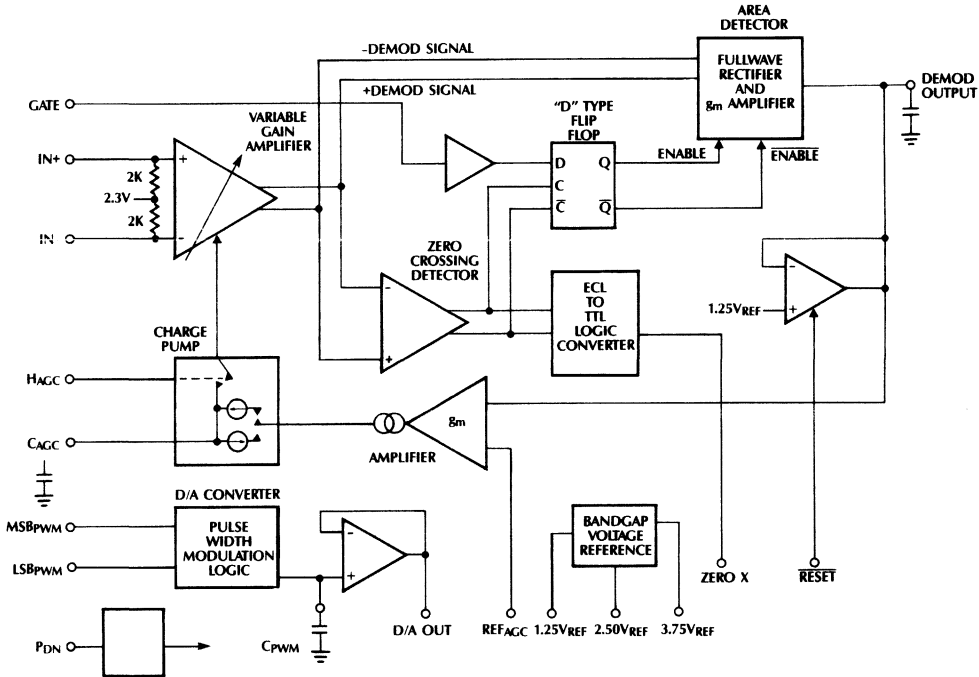 AREA
DETECTOR
-DEMOD SIGNAL
+DEMOD SIGNAL
FULLWAVE
RECTIFIER
AND
gm AMPLIFIER
DEMOD
OUTPUT
GATE
VARIABLE
GAIN
AMPLIFIER
"D" TYPE
FLIP
FLOP
D Q
C
C̅ Q̅
ENABLE
E̅N̅A̅B̅L̅E̅
IN+
2K
2.3V
2K
IN
+
-
ZERO
CROSSING
DETECTOR
-
+
ECL
TO
TTL
LOGIC
CONVERTER
-
+
1.25VREF
CHARGE
PUMP
HAGC
CAGC
gm
AMPLIFIER
D/A CONVERTER
MSBPWM
LSBPWM
PULSE
WIDTH
MODULATION
LOGIC
-
+
BANDGAP
VOLTAGE
REFERENCE
ZERO X
R̅E̅S̅E̅T̅
D/A OUT
REFAGC
1.25VREF
2.50VREF
3.75VREF
CPWM
PDN